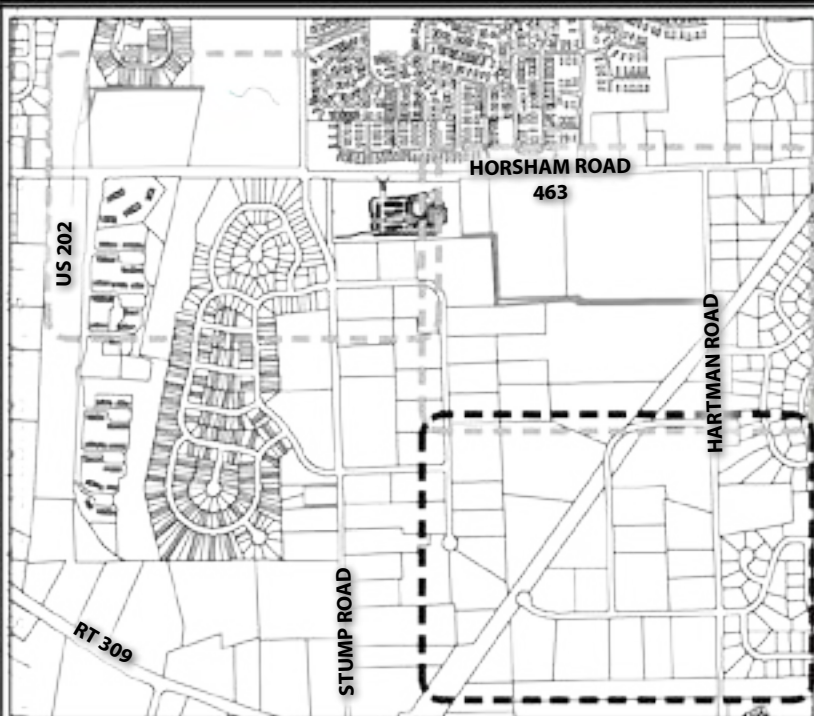 HORSHAM ROAD
463
US 202
HARTMAN ROAD
STUMP ROAD
RT 309